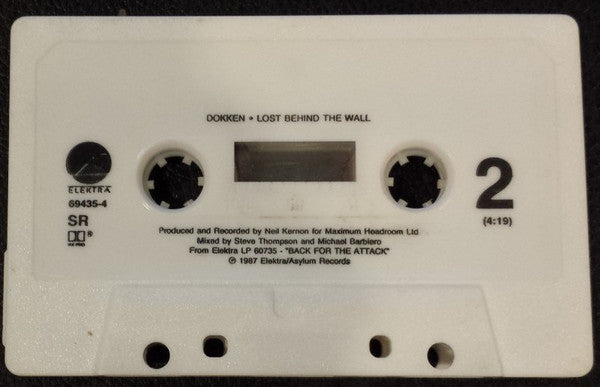 DOKKEN • LOST BEHIND THE WALL
ELEKTRA
69435-4
SR
2
(4:19)
Produced and Recorded by Neil Kernon for Maximum Headroom Ltd
Mixed by Steve Thompson and Michael Barbiero
From Elektra LP 60735 - "BACK FOR THE ATTACK"
℗ 1987 Elektra/Asylum Records